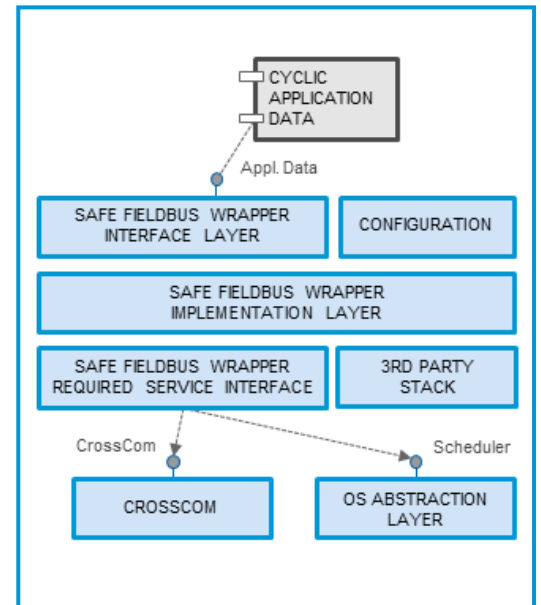 CYCLIC
APPLICATION
DATA
Appl. Data
SAFE FIELDBUS WRAPPER
INTERFACE LAYER
CONFIGURATION
SAFE FIELDBUS WRAPPER
IMPLEMENTATION LAYER
SAFE FIELDBUS WRAPPER
REQUIRED SERVICE INTERFACE
3RD PARTY
STACK
CrossCom
Scheduler
CROSSCOM
OS ABSTRACTION
LAYER